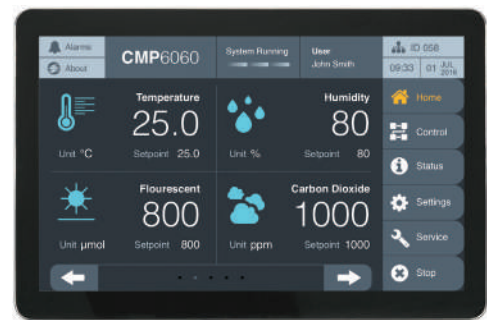 Alarms
About
CMP6060
System Running
User
John Smith
ID 058
09:33 01 JUL 2016
Temperature
25.0
Unit °C Setpoint 25.0
Humidity
80
Unit % Setpoint 80
Flourescent
800
Unit µmol Setpoint 800
Carbon Dioxide
1000
Unit ppm Setpoint 1000
Home
Control
Status
Settings
Service
Stop